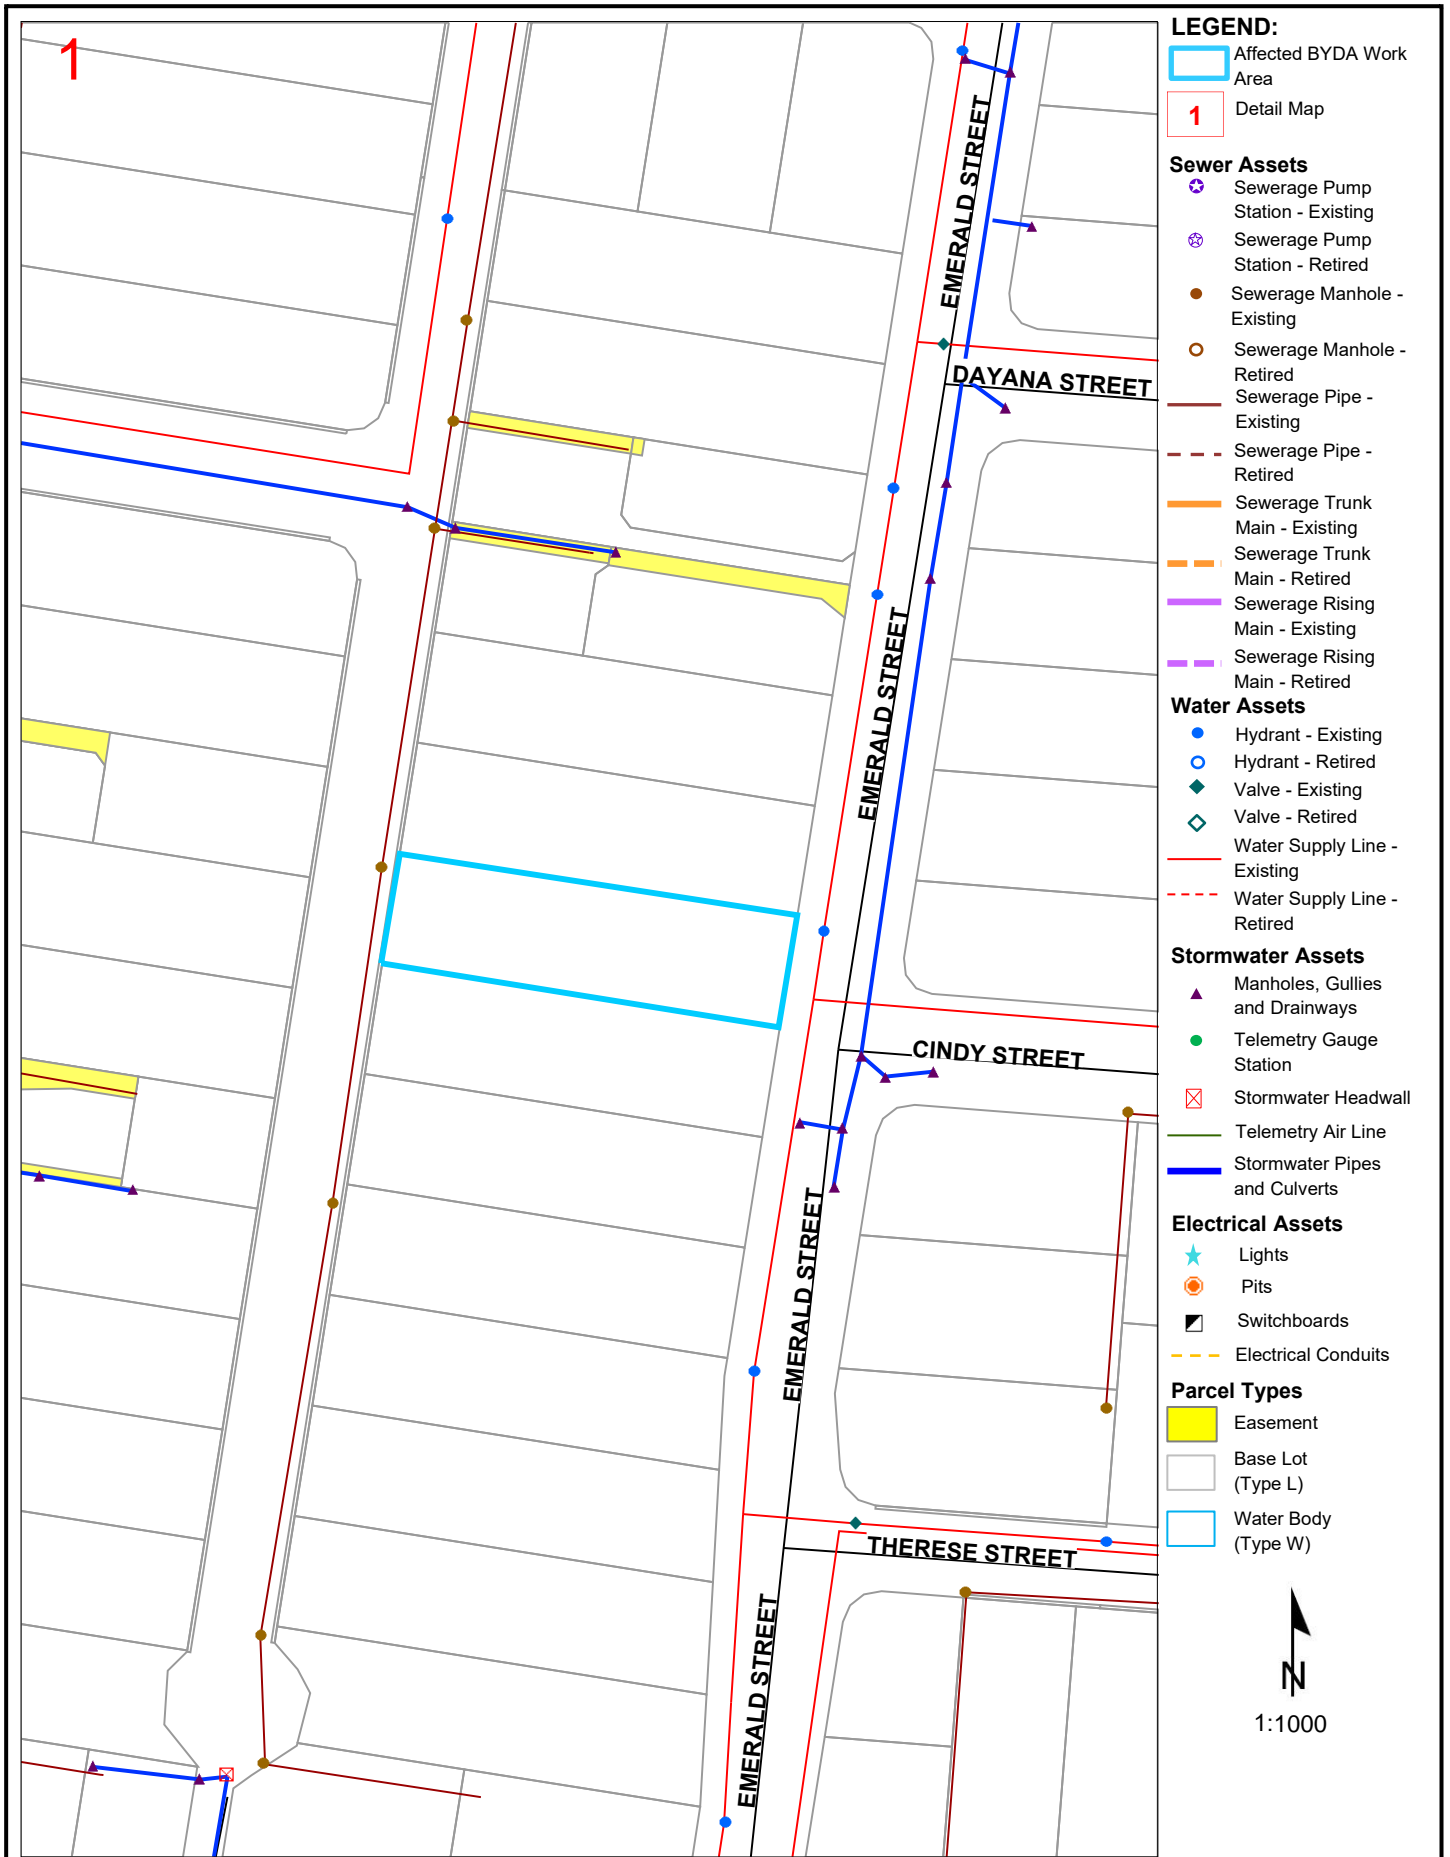 1
EMERALD STREET
DAYANA STREET
EMERALD STREET
CINDY STREET
EMERALD STREET
THERESE STREET
EMERALD STREET
LEGEND:
Affected BYDA Work
Area
1
Detail Map
Sewer Assets
Sewerage Pump
Station - Existing
Sewerage Pump
Station - Retired
Sewerage Manhole -
Existing
Sewerage Manhole -
Retired
Sewerage Pipe -
Existing
Sewerage Pipe -
Retired
Sewerage Trunk
Main - Existing
Sewerage Trunk
Main - Retired
Sewerage Rising
Main - Existing
Sewerage Rising
Main - Retired
Water Assets
Hydrant - Existing
Hydrant - Retired
Valve - Existing
Valve - Retired
Water Supply Line -
Existing
Water Supply Line -
Retired
Stormwater Assets
Manholes, Gullies
and Drainways
Telemetry Gauge
Station
Stormwater Headwall
Telemetry Air Line
Stormwater Pipes
and Culverts
Electrical Assets
Lights
Pits
Switchboards
Electrical Conduits
Parcel Types
Easement
Base Lot
(Type L)
Water Body
(Type W)
N
1:1000